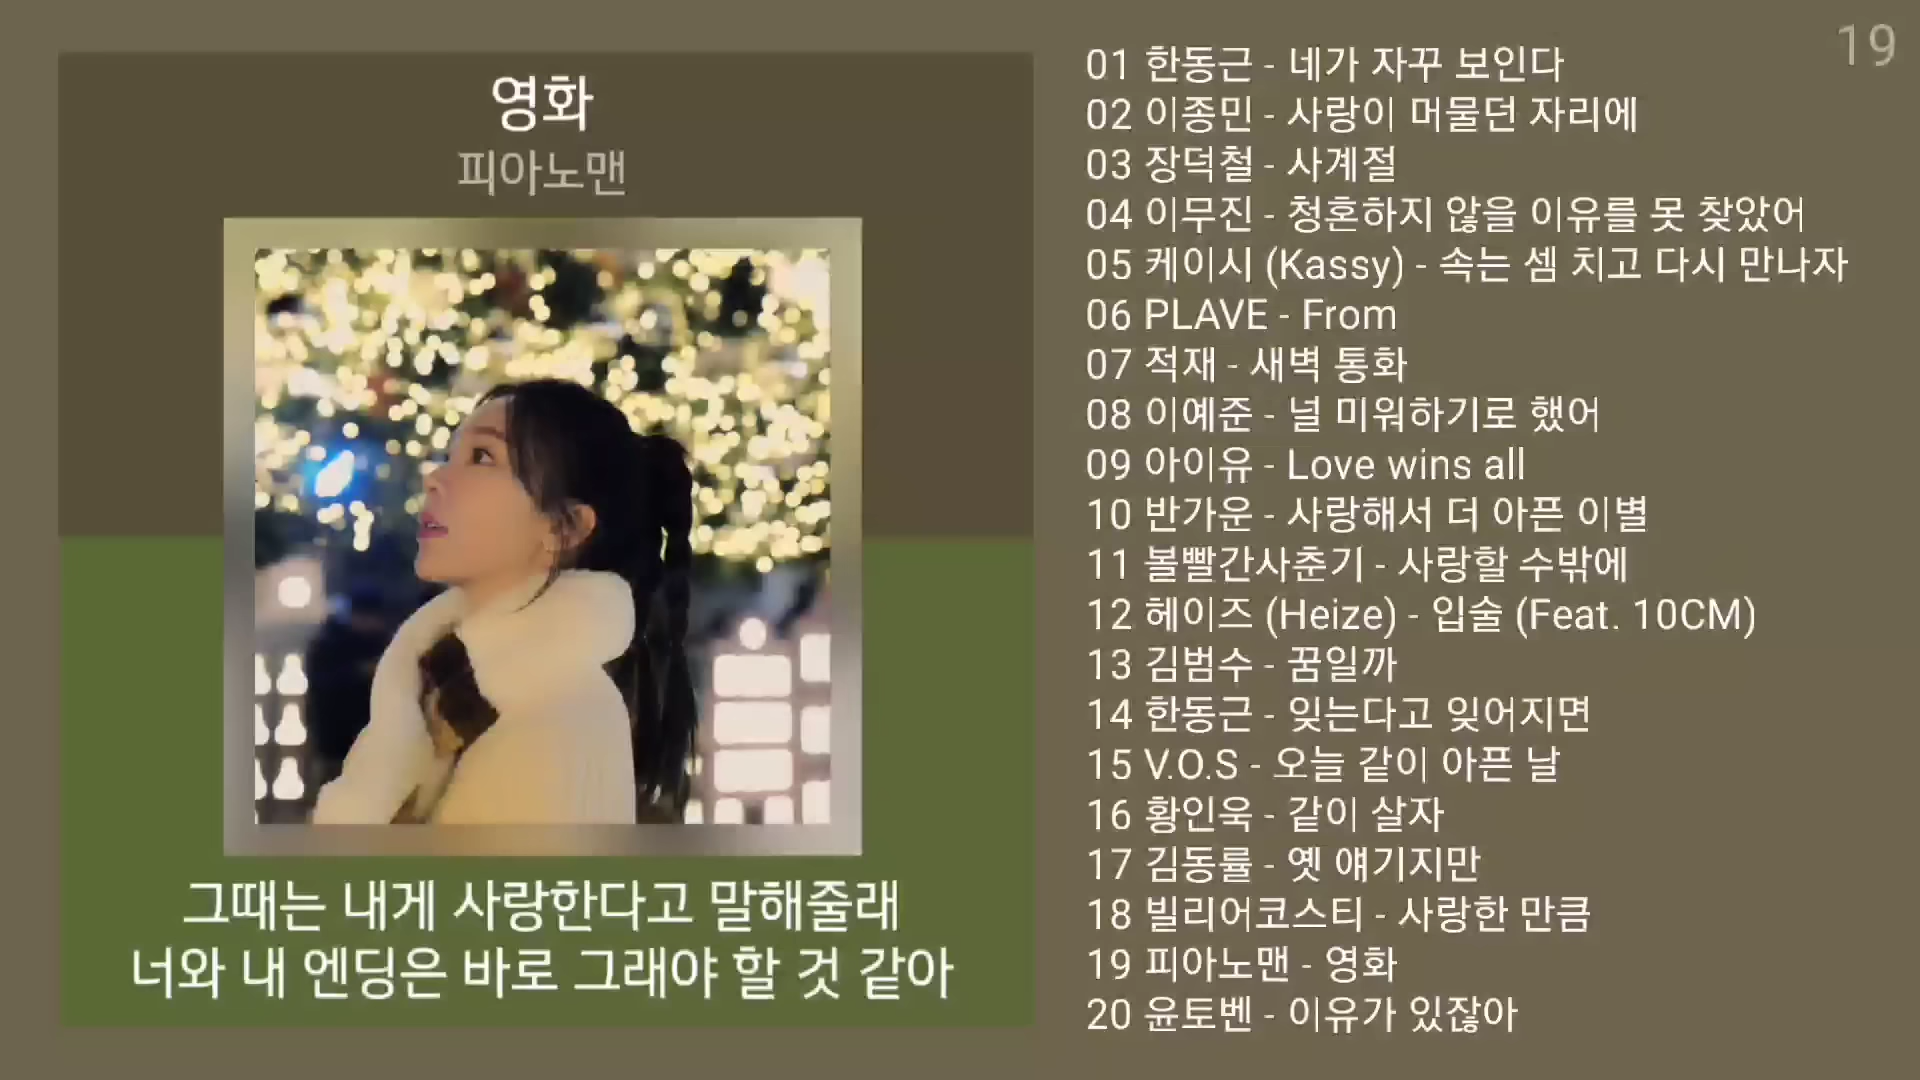 영화
피아노맨
그때는 내게 사랑한다고 말해줄래
너와 내 엔딩은 바로 그래야 할 것 같아
19
01 한동근 - 네가 자꾸 보인다
02 이종민 - 사랑이 머물던 자리에
03 장덕철 - 사계절
04 이무진 - 청혼하지 않을 이유를 못 찾았어
05 케이시 (Kassy) - 속는 셈 치고 다시 만나자
06 PLAVE - From
07 적재 - 새벽 통화
08 이예준 - 널 미워하기로 했어
09 아이유 - Love wins all
10 반가운 - 사랑해서 더 아픈 이별
11 볼빨간사춘기 - 사랑할 수밖에
12 헤이즈 (Heize) - 입술 (Feat. 10CM)
13 김범수 - 꿈일까
14 한동근 - 잊는다고 잊어지면
15 V.O.S - 오늘 같이 아픈 날
16 황인욱 - 같이 살자
17 김동률 - 옛 얘기지만
18 빌리어코스티 - 사랑한 만큼
19 피아노맨 - 영화
20 윤토벤 - 이유가 있잖아